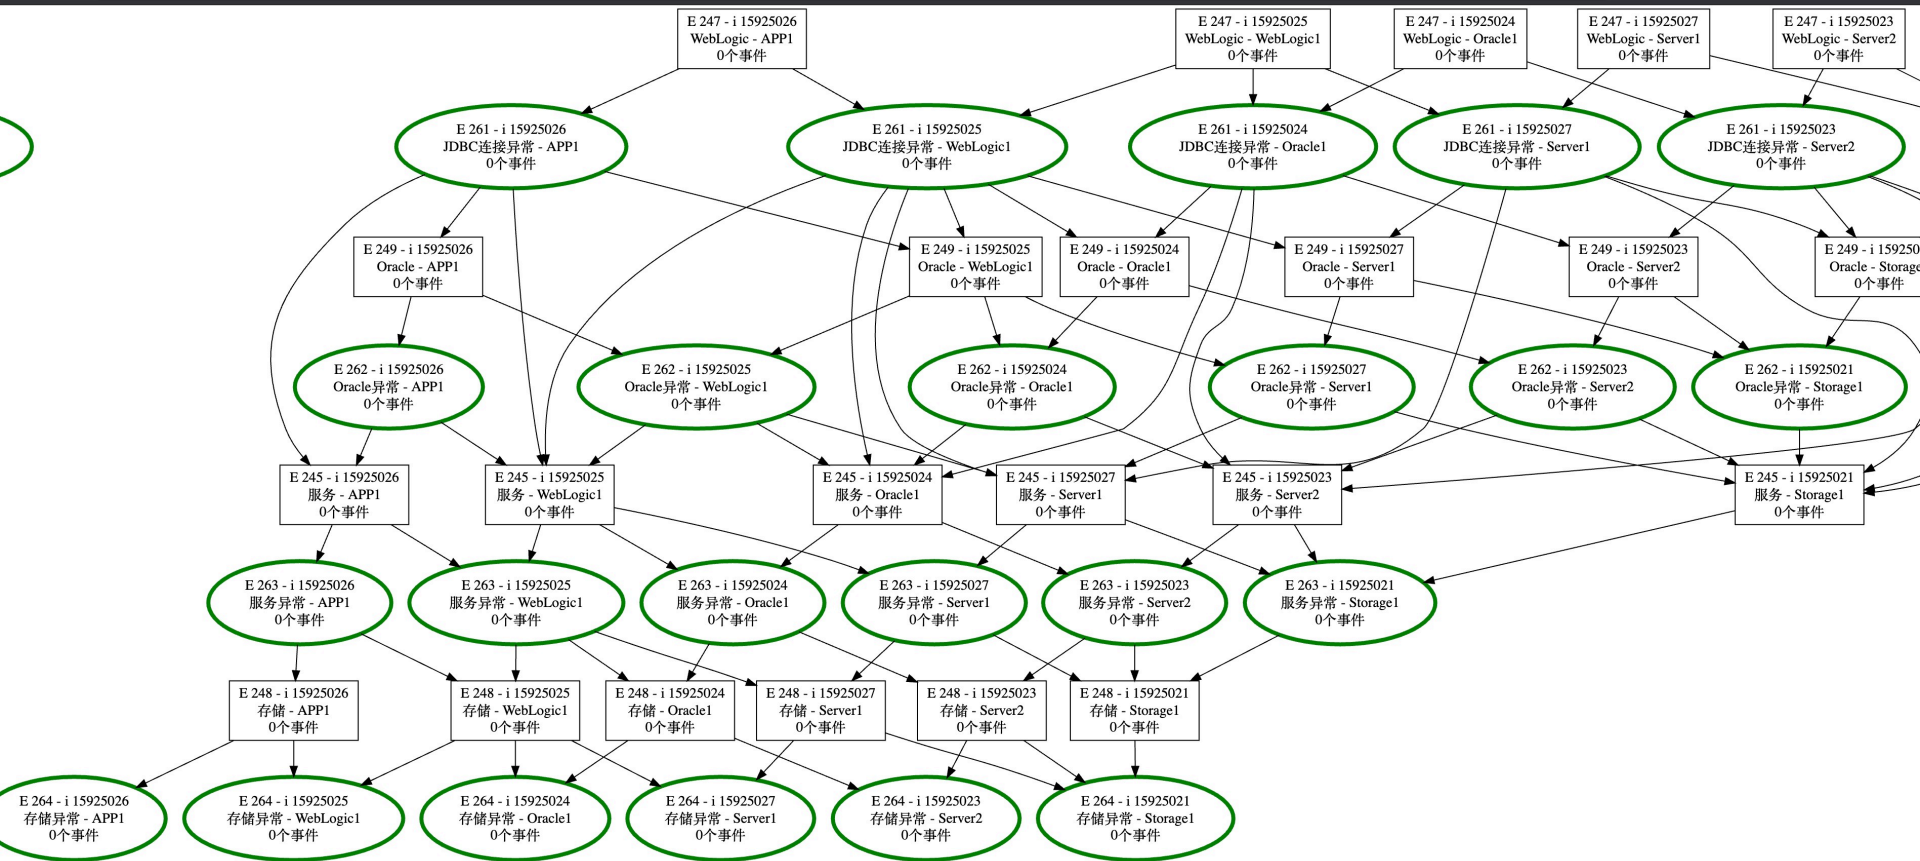 E 247 - i 15925026
WebLogic - APP1
0个事件
E 247 - i 15925025
WebLogic - WebLogic1
0个事件
E 247 - i 15925024
WebLogic - Oracle1
0个事件
E 247 - i 15925027
WebLogic - Server1
0个事件
E 247 - i 15925023
WebLogic - Server2
0个事件
E 261 - i 15925026
JDBC连接异常 - APP1
0个事件
E 261 - i 15925025
JDBC连接异常 - WebLogic1
0个事件
E 261 - i 15925024
JDBC连接异常 - Oracle1
0个事件
E 261 - i 15925027
JDBC连接异常 - Server1
0个事件
E 261 - i 15925023
JDBC连接异常 - Server2
0个事件
E 249 - i 15925026
Oracle - APP1
0个事件
E 249 - i 15925025
Oracle - WebLogic1
0个事件
E 249 - i 15925024
Oracle - Oracle1
0个事件
E 249 - i 15925027
Oracle - Server1
0个事件
E 249 - i 15925023
Oracle - Server2
0个事件
E 249 - i 159250
Oracle - Storage
0个事件
E 262 - i 15925026
Oracle异常 - APP1
0个事件
E 262 - i 15925025
Oracle异常 - WebLogic1
0个事件
E 262 - i 15925024
Oracle异常 - Oracle1
0个事件
E 262 - i 15925027
Oracle异常 - Server1
0个事件
E 262 - i 15925023
Oracle异常 - Server2
0个事件
E 262 - i 15925021
Oracle异常 - Storage1
0个事件
E 245 - i 15925026
服务 - APP1
0个事件
E 245 - i 15925025
服务 - WebLogic1
0个事件
E 245 - i 15925024
服务 - Oracle1
0个事件
E 245 - i 15925027
服务 - Server1
0个事件
E 245 - i 15925023
服务 - Server2
0个事件
E 245 - i 15925021
服务 - Storage1
0个事件
E 263 - i 15925026
服务异常 - APP1
0个事件
E 263 - i 15925025
服务异常 - WebLogic1
0个事件
E 263 - i 15925024
服务异常 - Oracle1
0个事件
E 263 - i 15925027
服务异常 - Server1
0个事件
E 263 - i 15925023
服务异常 - Server2
0个事件
E 263 - i 15925021
服务异常 - Storage1
0个事件
E 248 - i 15925026
存储 - APP1
0个事件
E 248 - i 15925025
存储 - WebLogic1
0个事件
E 248 - i 15925024
存储 - Oracle1
0个事件
E 248 - i 15925027
存储 - Server1
0个事件
E 248 - i 15925023
存储 - Server2
0个事件
E 248 - i 15925021
存储 - Storage1
0个事件
E 264 - i 15925026
存储异常 - APP1
0个事件
E 264 - i 15925025
存储异常 - WebLogic1
0个事件
E 264 - i 15925024
存储异常 - Oracle1
0个事件
E 264 - i 15925027
存储异常 - Server1
0个事件
E 264 - i 15925023
存储异常 - Server2
0个事件
E 264 - i 15925021
存储异常 - Storage1
0个事件